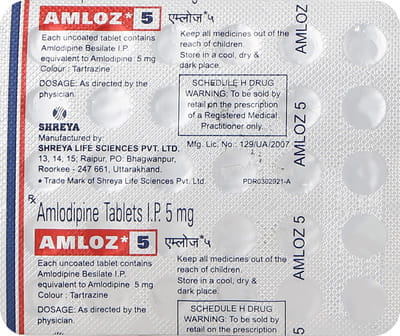 AMLOZ* 5 एम्लोज़ ५
Each uncoated tablet contains
Amlodipine Besilate I.P.
equivalent to Amlodipine 5 mg
Colour : Tartrazine
DOSAGE: As directed by the
physician.
Keep all medicines out of the
reach of children.
Store in a cool, dry &
dark place.
SCHEDULE H DRUG
WARNING: To be sold by
retail on the prescription
of a Registered Medical
Practitioner only.
AMLOZ 5
SHREYA
Manufactured by:
SHREYA LIFE SCIENCES PVT. LTD.
13, 14, 15; Raipur, PO. Bhagwanpur,
Roorkee - 247 661, Uttarakhand.
* Trade Mark of Shreya Life Sciences Pvt. Ltd.
Mfg. Lic. No.: 129/UA/2007
PDR0302921-A
AMLOZ 5
℞ Amlodipine Tablets I.P. 5 mg
AMLOZ* 5 एम्लोज़ ५
Each uncoated tablet contains
Amlodipine Besilate I.P.
equivalent to Amlodipine 5 mg
Colour : Tartrazine
DOSAGE: As directed by the
physician.
Keep all medicines out of the
reach of children.
Store in a cool, dry &
dark place.
SCHEDULE H DRUG
WARNING: To be sold by
retail on the prescription
AMLOZ 5